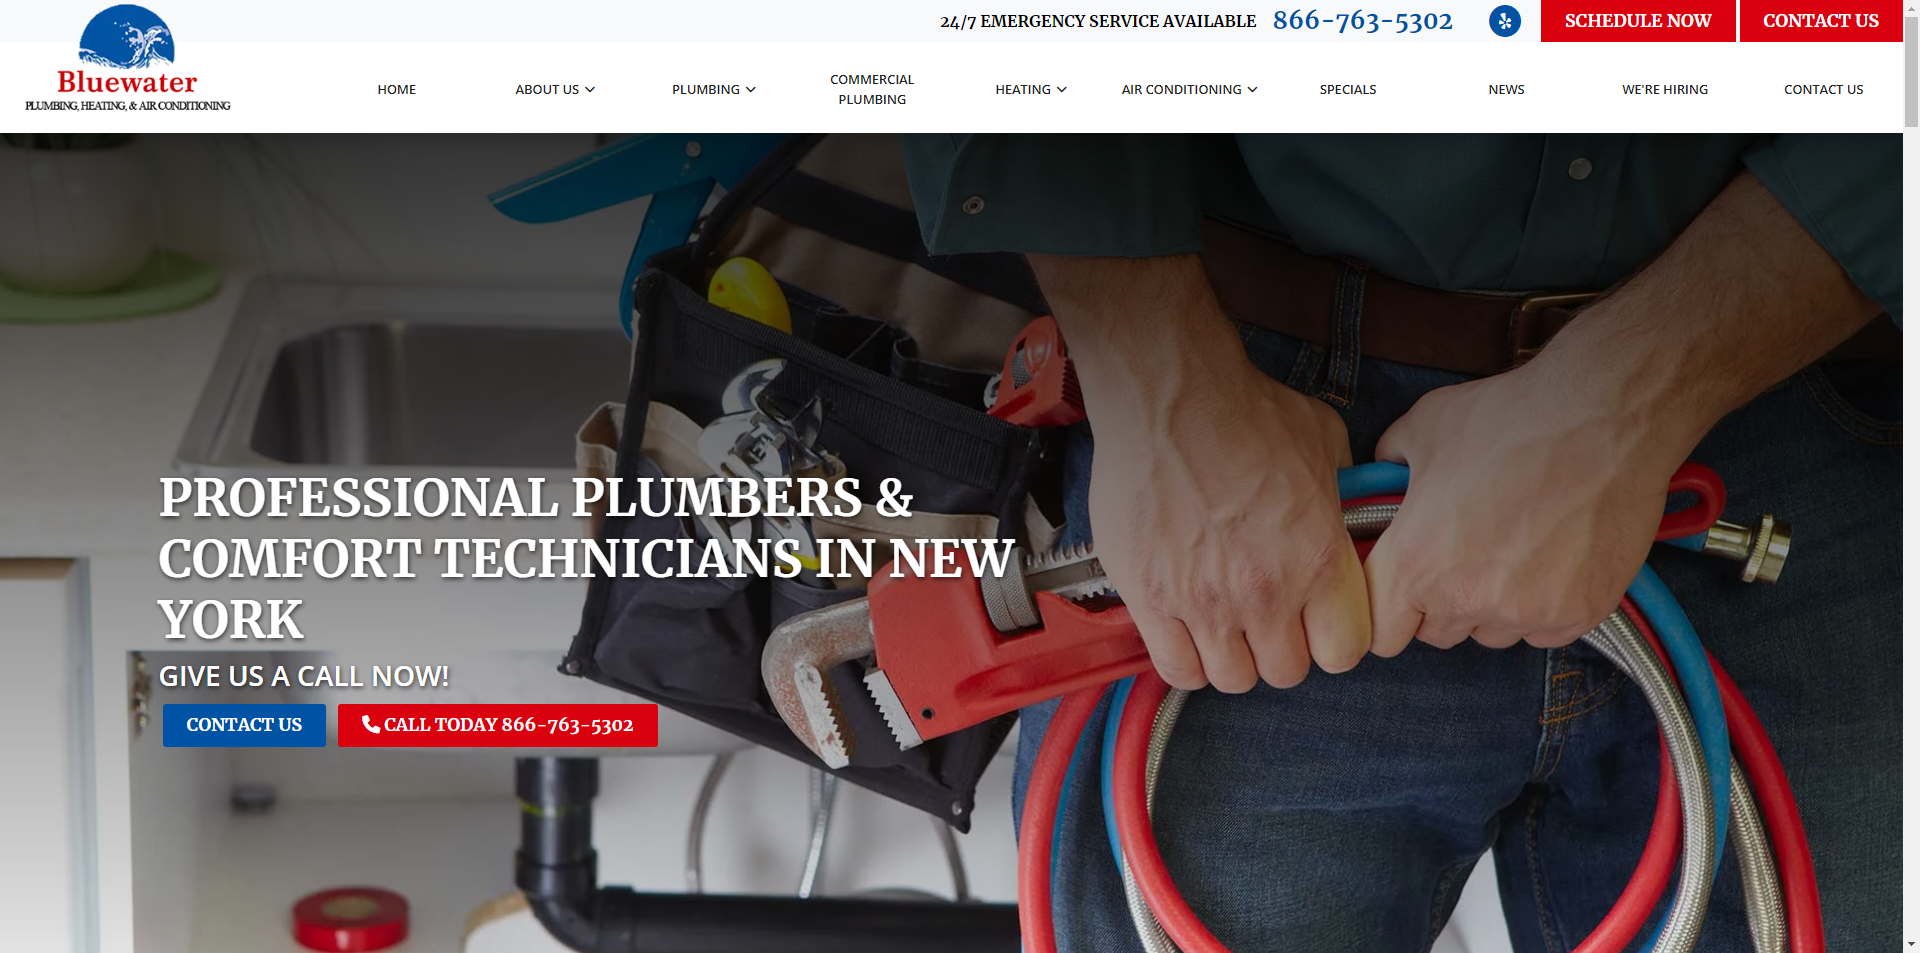 24/7 EMERGENCY SERVICE AVAILABLE 866-763-5302 SCHEDULE NOW CONTACT US
Bluewater
PLUMBING, HEATING, & AIR CONDITIONING
HOME ABOUT US PLUMBING COMMERCIAL PLUMBING HEATING AIR CONDITIONING SPECIALS NEWS WE'RE HIRING CONTACT US
PROFESSIONAL PLUMBERS &
COMFORT TECHNICIANS IN NEW
YORK
GIVE US A CALL NOW!
CONTACT US CALL TODAY 866-763-5302